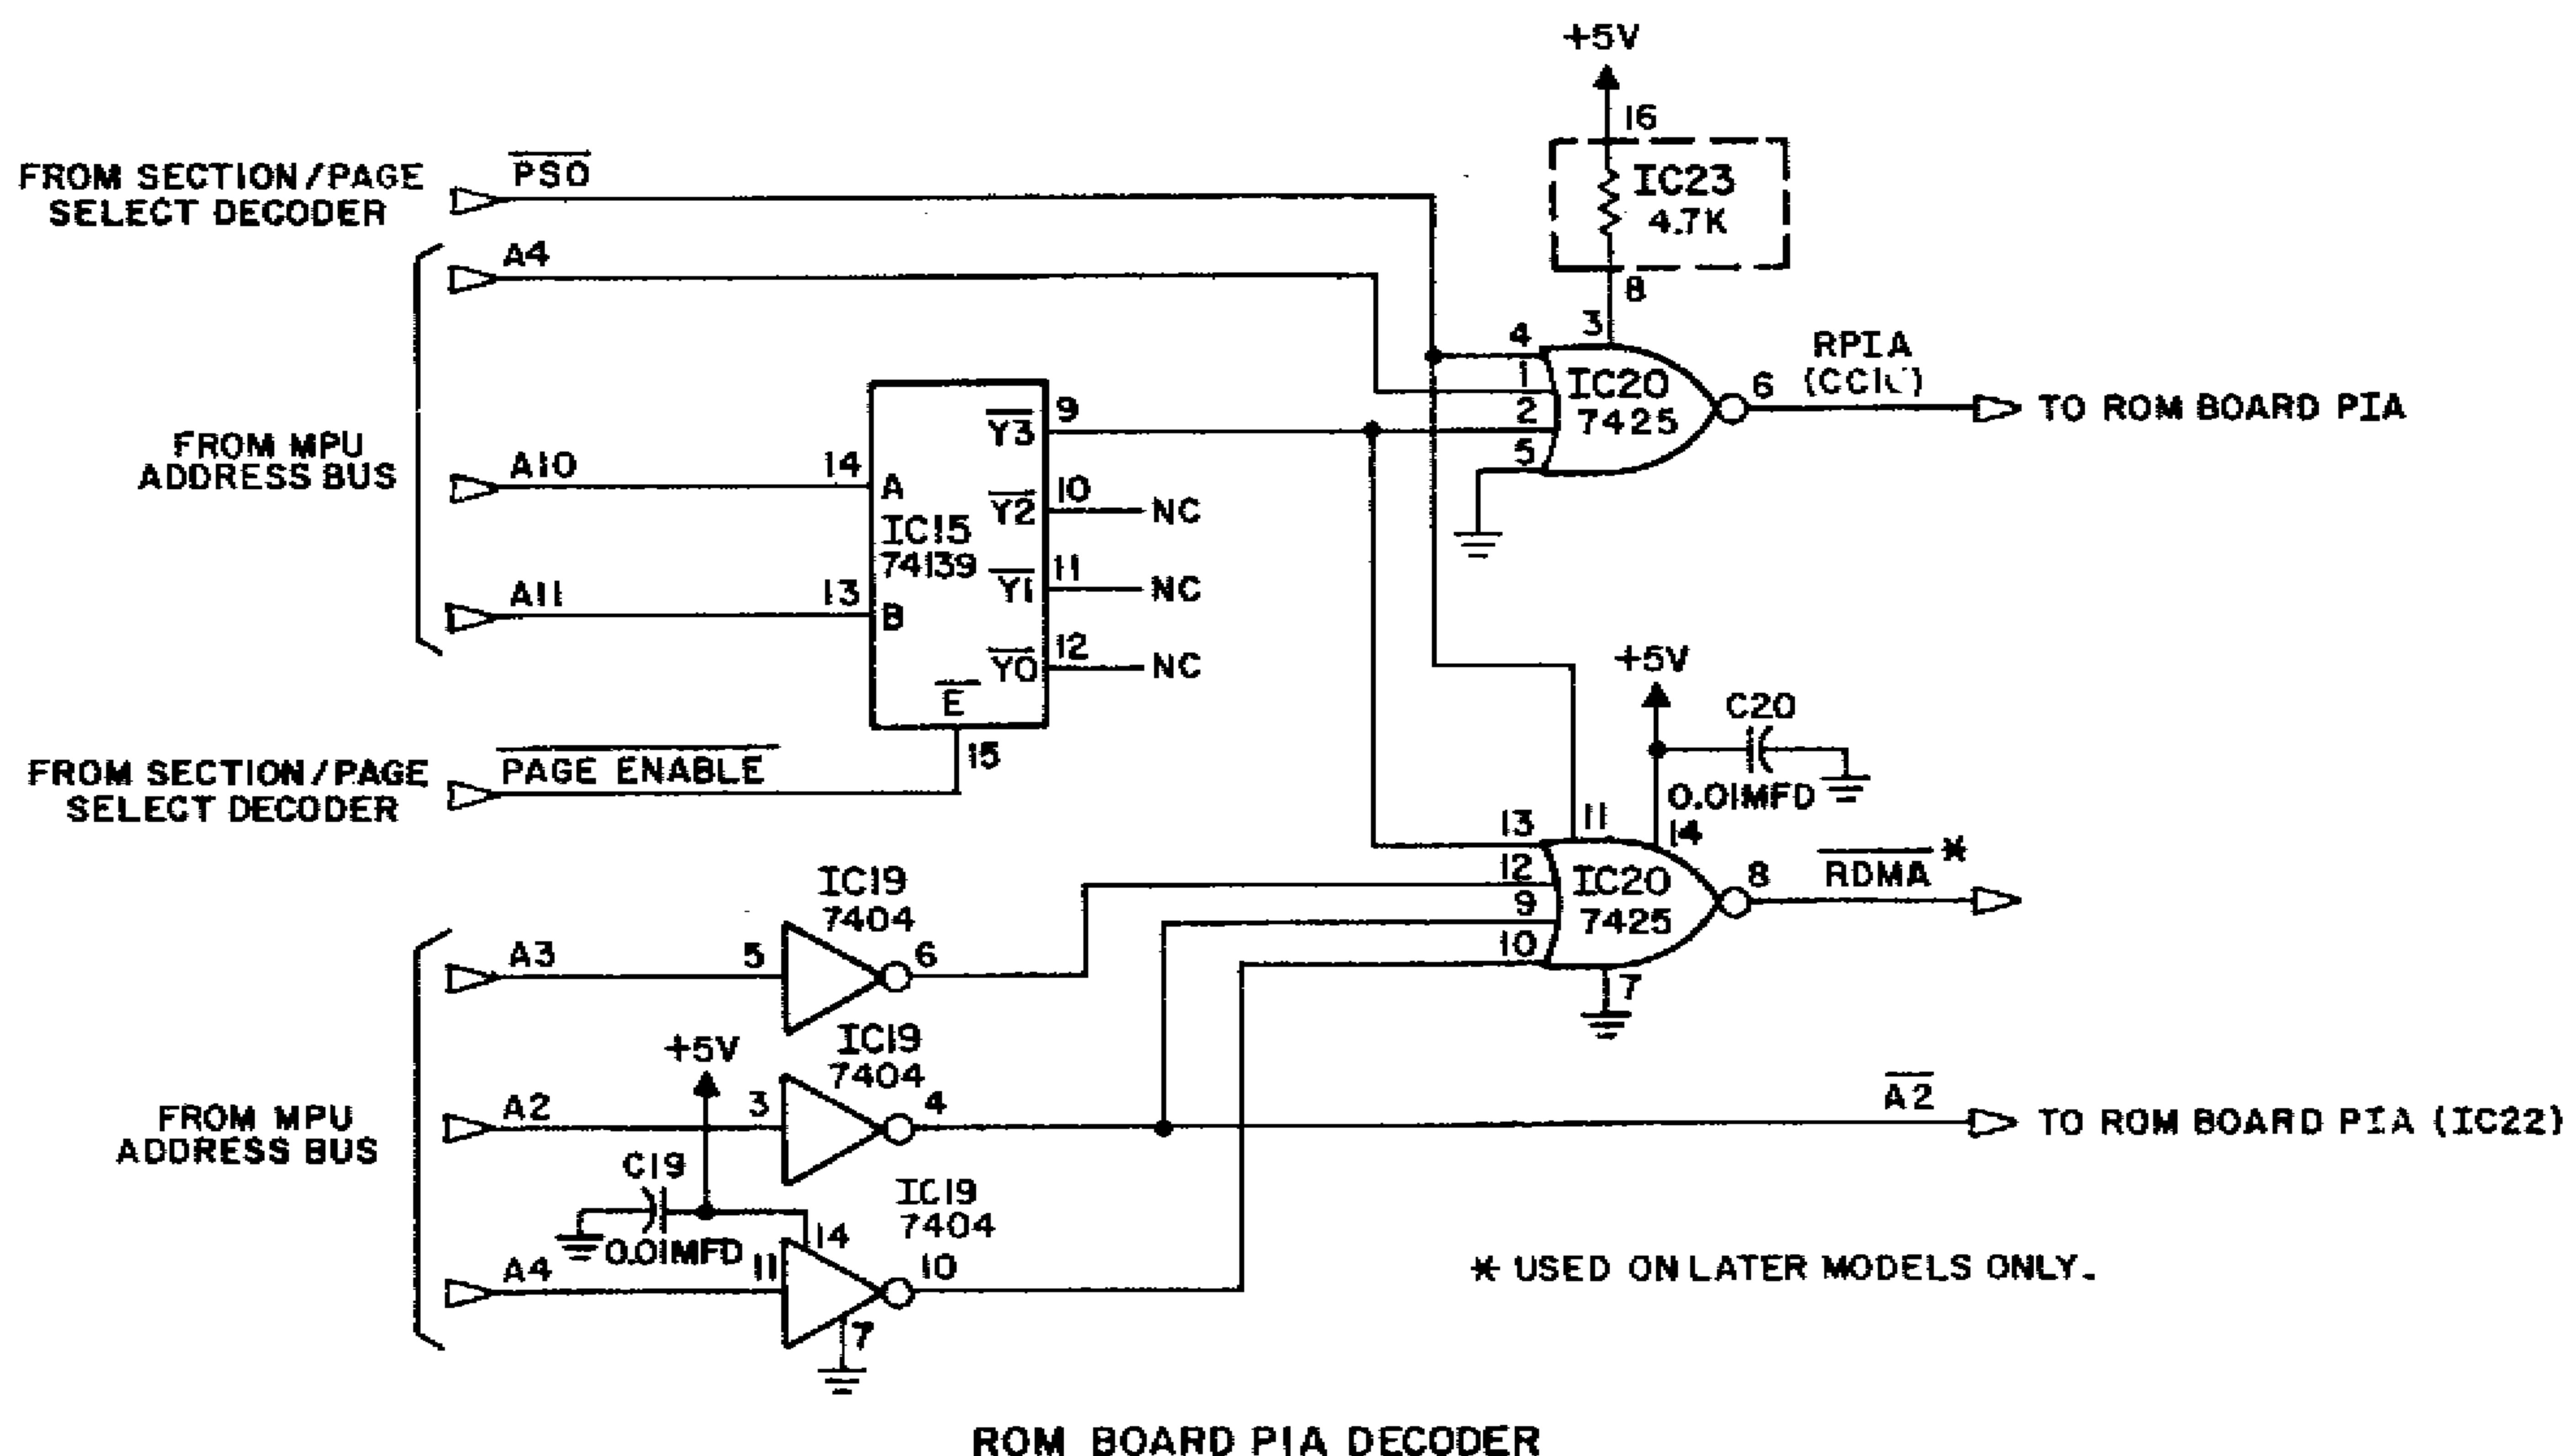 +5V
16
IC23
4.7K
8
FROM SECTION/PAGE
SELECT DECODER
PS0
A4
FROM MPU
ADDRESS BUS
A10
14
A
A11
13
B
IC15
74139
Y3
9
Y2
10
NC
Y1
11
NC
Y0
12
NC
E
15
FROM SECTION/PAGE
SELECT DECODER
PAGE ENABLE
3
4
1
2
5
IC20
7425
6
RPIA
TO ROM BOARD PIA
+5V
C20
0.01MFD
14
11
13
12
9
10
IC20
7425
7
8
RDMA*
FROM MPU
ADDRESS BUS
A3
5
IC19
7404
6
+5V
A2
3
IC19
7404
4
A2
TO ROM BOARD PIA (IC22)
C19
0.01MFD
14
A4
11
IC19
7404
10
7
* USED ON LATER MODELS ONLY.
ROM BOARD PIA DECODER